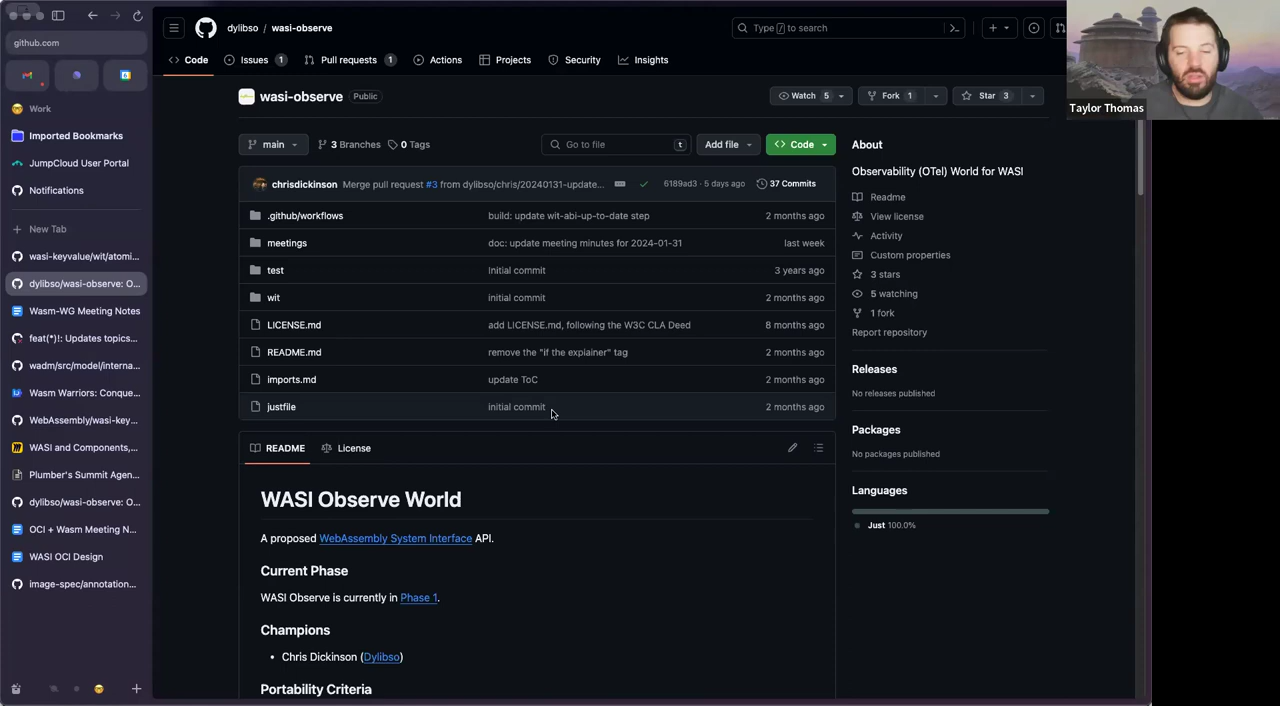 github.com
Work
Imported Bookmarks
JumpCloud User Portal
Notifications
New Tab
wasi-keyvalue/wit/atomi...
dylibso/wasi-observe: O...
Wasm-WG Meeting Notes
feat(*)!: Updates topics...
wadm/src/model/interna...
Wasm Warriors: Conque...
WebAssembly/wasi-key...
WASI and Components,...
Plumber's Summit Agen...
dylibso/wasi-observe: O...
OCI + Wasm Meeting N...
WASI OCI Design
image-spec/annotation...
dylibso / wasi-observe
Type / to search
Code
Issues 1
Pull requests 1
Actions
Projects
Security
Insights
Taylor Thomas
wasi-observe Public
Watch 5
Fork 1
Star 3
main
3 Branches
0 Tags
Go to file t
Add file
Code
chrisdickinson Merge pull request #3 from dylibso/chris/20240131-update... 6189ad3 · 5 days ago 37 Commits
.github/workflows build: update wit-abi-up-to-date step 2 months ago
meetings doc: update meeting minutes for 2024-01-31 last week
test Initial commit 3 years ago
wit initial commit 2 months ago
LICENSE.md add LICENSE.md, following the W3C CLA Deed 8 months ago
README.md remove the "if the explainer" tag 2 months ago
imports.md update ToC 2 months ago
justfile initial commit 2 months ago
README
License
WASI Observe World
A proposed WebAssembly System Interface API.
Current Phase
WASI Observe is currently in Phase 1.
Champions
• Chris Dickinson (Dylibso)
Portability Criteria
About
Observability (OTel) World for WASI
Readme
View license
Activity
Custom properties
3 stars
5 watching
1 fork
Report repository
Releases
No releases published
Packages
No packages published
Languages
Just 100.0%